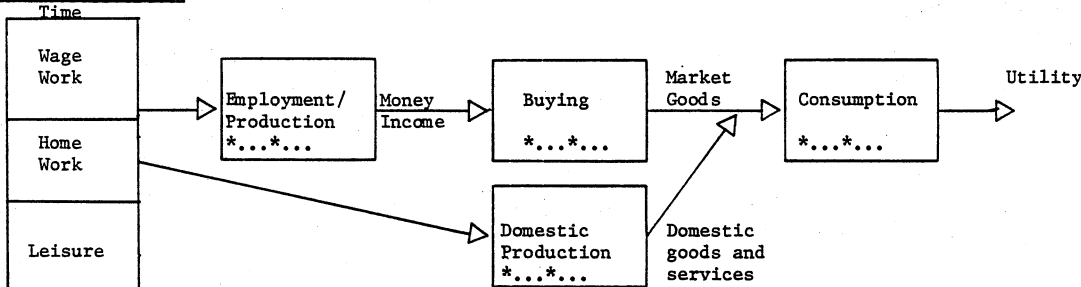 Time
Wage
Work
Home
Work
Leisure
Employment/
Production
*...*...
Money
Income
Buying
*...*...
Domestic
Production
*...*...
Market
Goods
Domestic
goods and
services
Consumption
*...*...
Utility